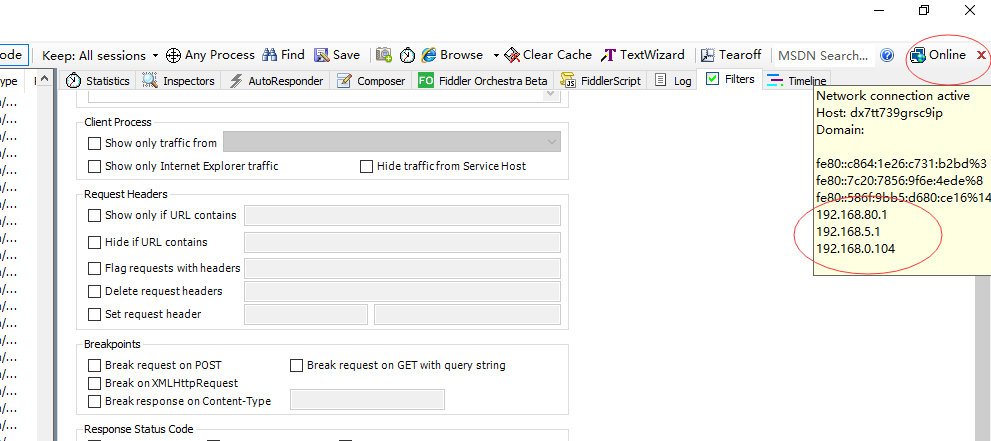 ode Keep: All sessions Any Process Find Save Browse Clear Cache TextWizard Tearoff MSDN Search... Online
ype Statistics Inspectors AutoResponder Composer FO Fiddler Orchestra Beta FiddlerScript Log Filters Timeline
Network connection active
Host: dx7tt739grsc9ip
Domain:
fe80::c864:1e26:c731:b2bd%3
fe80::7c20:7856:9f6e:4ede%8
fe80::586f:9bb5:d680:ce16%14
192.168.80.1
192.168.5.1
192.168.0.104
Client Process
Show only traffic from
Show only Internet Explorer traffic Hide traffic from Service Host
Request Headers
Show only if URL contains
Hide if URL contains
Flag requests with headers
Delete request headers
Set request header
Breakpoints
Break request on POST Break request on GET with query string
Break on XMLHttpRequest
Break response on Content-Type
Response Status Code